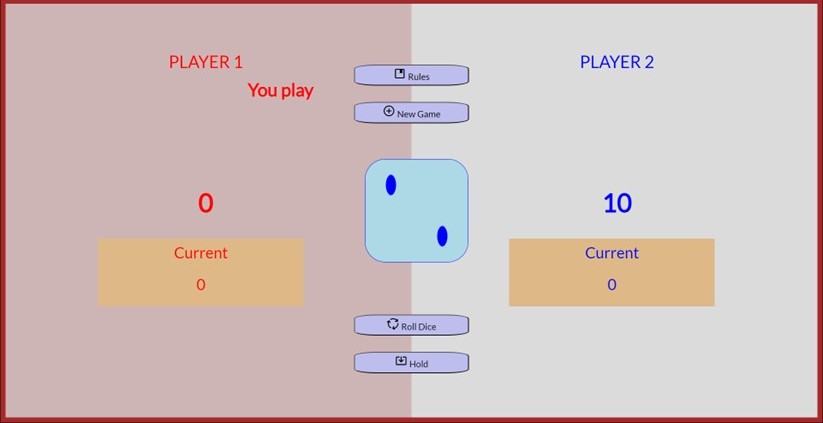 PLAYER 1
You play
0
Current
0
Rules
New Game
Roll Dice
Hold
PLAYER 2
10
Current
0